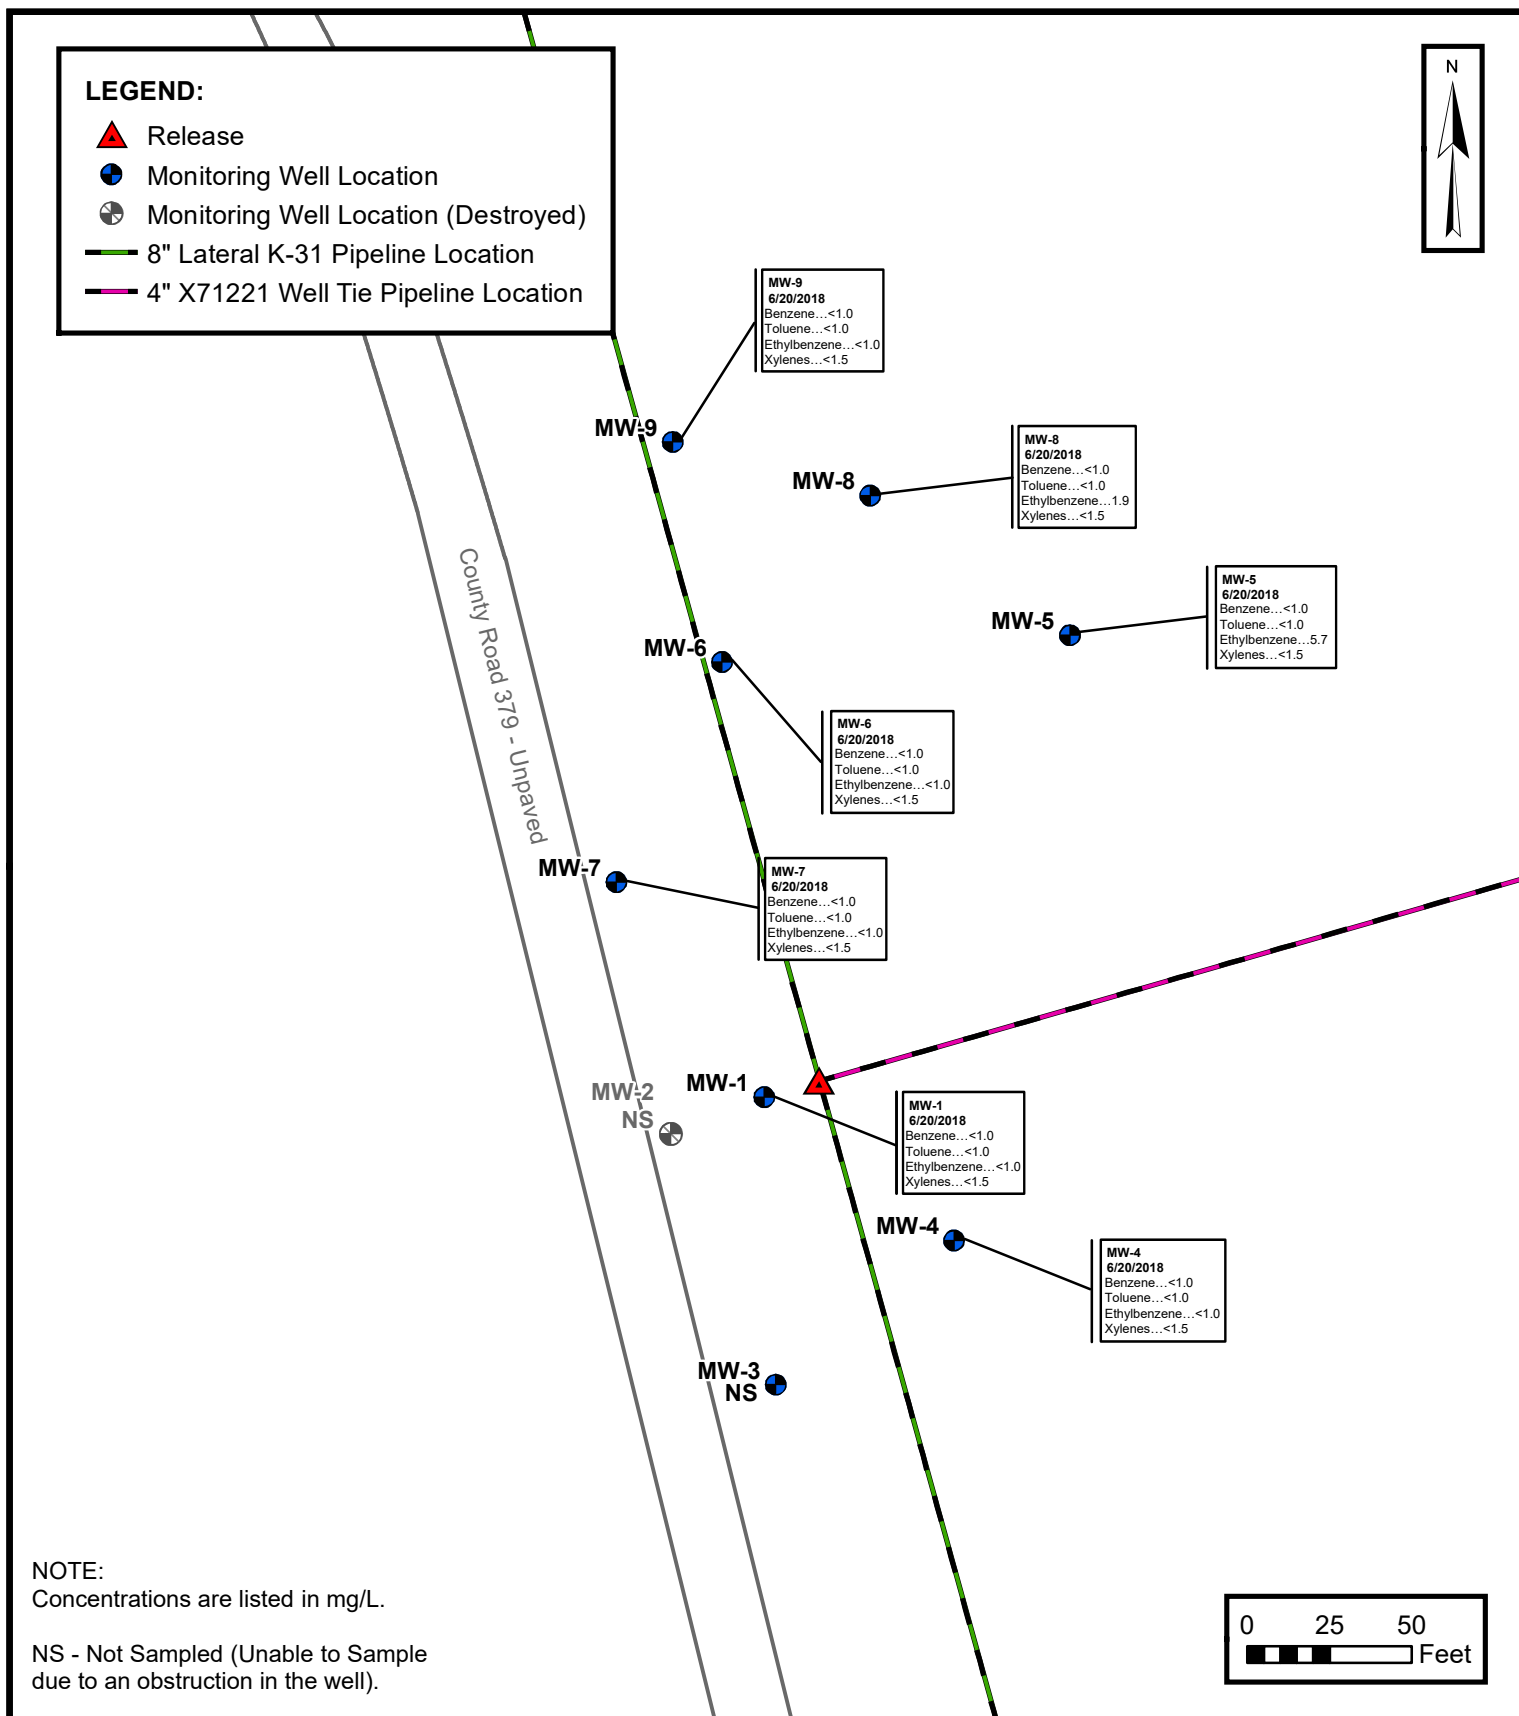 LEGEND:
Release
Monitoring Well Location
Monitoring Well Location (Destroyed)
8" Lateral K-31 Pipeline Location
4" X71221 Well Tie Pipeline Location
N
MW-9
6/20/2018
Benzene...<1.0
Toluene...<1.0
Ethylbenzene...<1.0
Xylenes...<1.5
MW-9
MW-8
6/20/2018
Benzene...<1.0
Toluene...<1.0
Ethylbenzene...1.9
Xylenes...<1.5
MW-8
MW-5
6/20/2018
Benzene...<1.0
Toluene...<1.0
Ethylbenzene...5.7
Xylenes...<1.5
MW-5
County Road 379 - Unpaved
MW-6
MW-6
6/20/2018
Benzene...<1.0
Toluene...<1.0
Ethylbenzene...<1.0
Xylenes...<1.5
MW-7
MW-7
6/20/2018
Benzene...<1.0
Toluene...<1.0
Ethylbenzene...<1.0
Xylenes...<1.5
MW-2
NS
MW-1
MW-1
6/20/2018
Benzene...<1.0
Toluene...<1.0
Ethylbenzene...<1.0
Xylenes...<1.5
MW-4
MW-4
6/20/2018
Benzene...<1.0
Toluene...<1.0
Ethylbenzene...<1.0
Xylenes...<1.5
MW-3
NS
NOTE:
Concentrations are listed in mg/L.
NS - Not Sampled (Unable to Sample
due to an obstruction in the well).
0 25 50
Feet